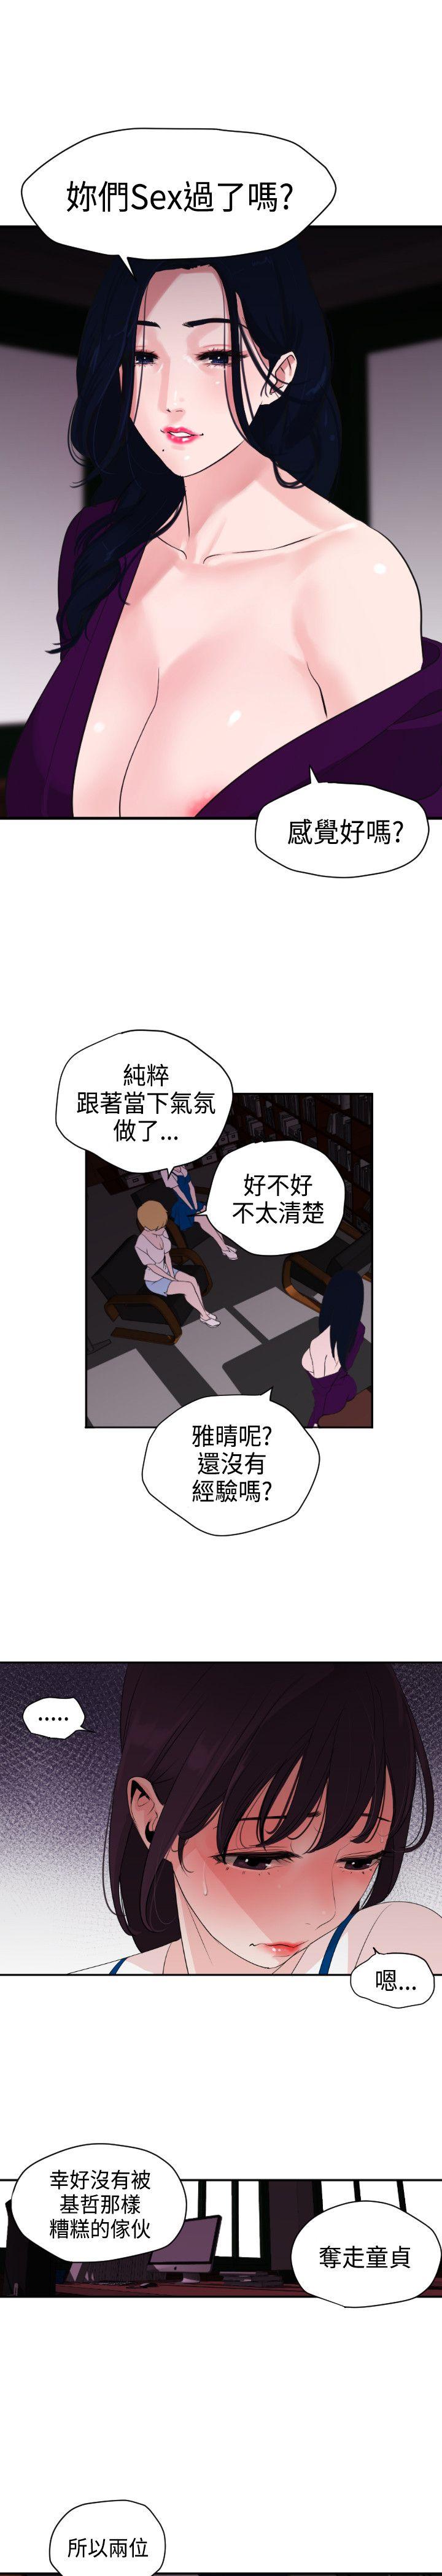 妳們Sex過了嗎?
感覺好嗎?
純粹
跟著當下氣氛
做了...
好不好
不太清楚
雅晴呢?
還沒有
經驗嗎?
.....
嗯...
幸好沒有被
基哲那樣
糟糕的傢伙
奪走童貞
所以兩位